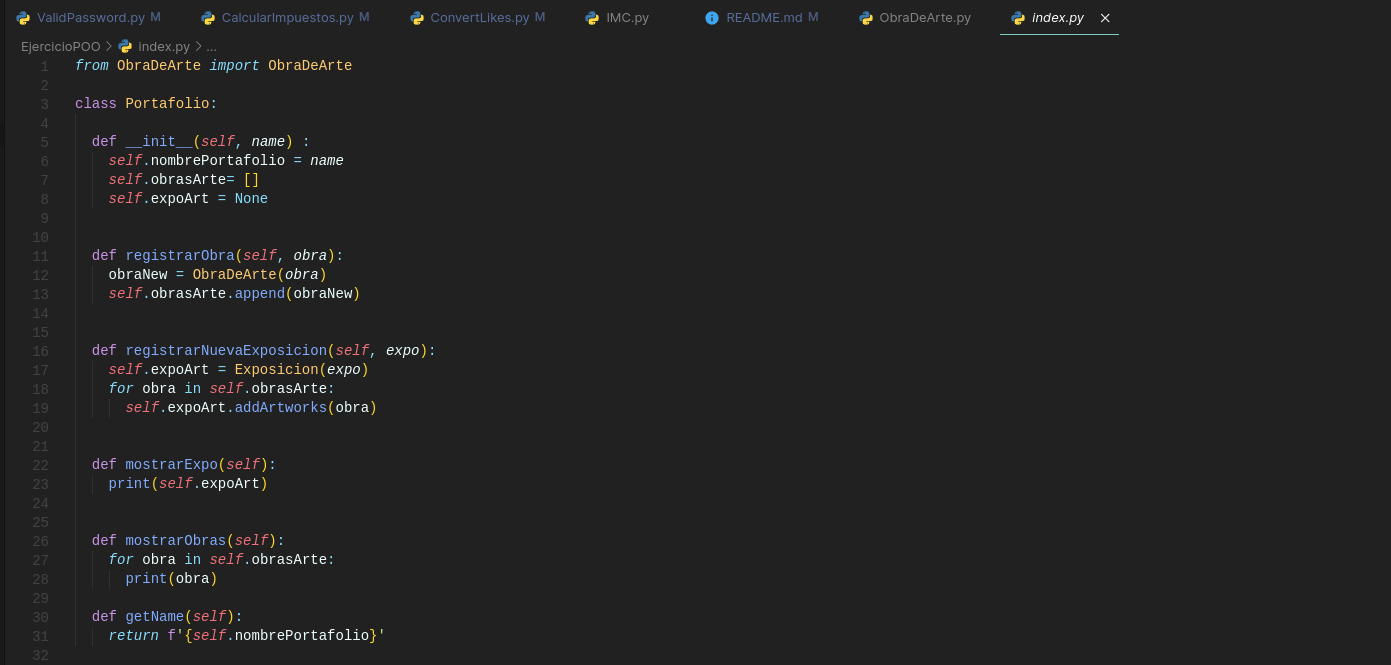 ValidPassword.py M CalcularImpuestos.py M ConvertLikes.py M IMC.py README.md M ObraDeArte.py index.py
EjercicioPOO > index.py > ...
1 from ObraDeArte import ObraDeArte
2
3 class Portafolio:
4
5 def __init__(self, name) :
6 self.nombrePortafolio = name
7 self.obrasArte= []
8 self.expoArt = None
9
10
11 def registrarObra(self, obra):
12 obraNew = ObraDeArte(obra)
13 self.obrasArte.append(obraNew)
14
15
16 def registrarNuevaExposicion(self, expo):
17 self.expoArt = Exposicion(expo)
18 for obra in self.obrasArte:
19 self.expoArt.addArtworks(obra)
20
21
22 def mostrarExpo(self):
23 print(self.expoArt)
24
25
26 def mostrarObras(self):
27 for obra in self.obrasArte:
28 print(obra)
29
30 def getName(self):
31 return f'{self.nombrePortafolio}'
32